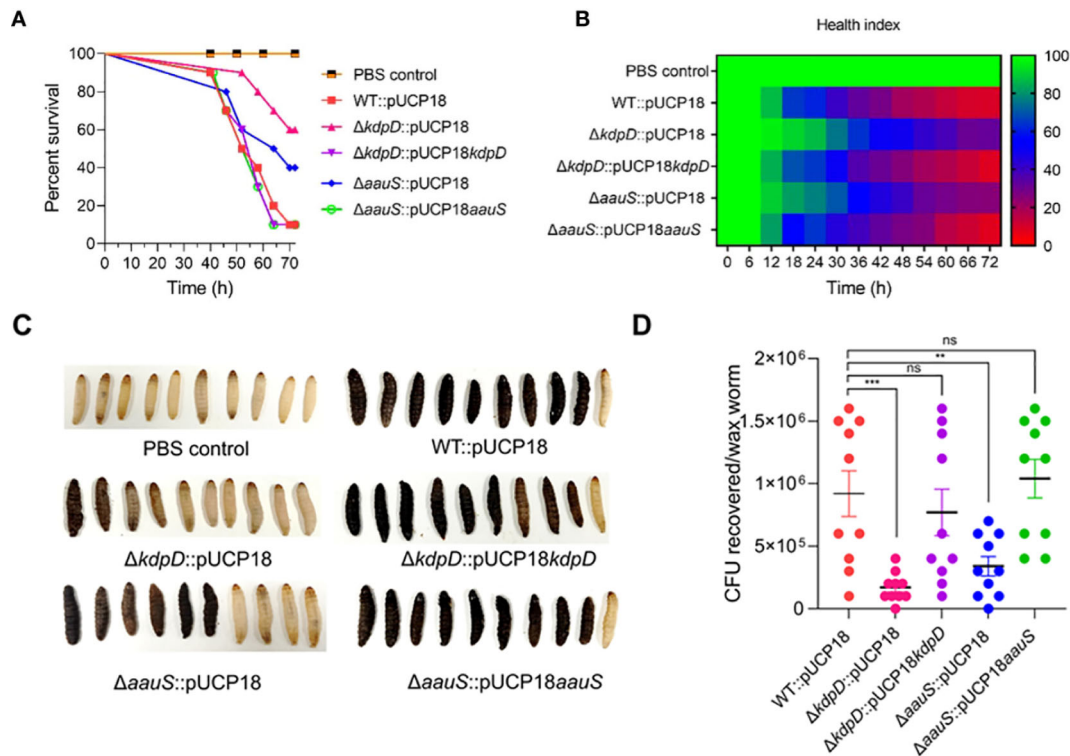 A
Percent survival
100
80
60
40
20
0
0 10 20 30 40 50 60 70
Time (h)
PBS control
WT::pUCP18
ΔkdpD::pUCP18
ΔkdpD::pUCP18kdpD
ΔaauS::pUCP18
ΔaauS::pUCP18aauS
B
Health index
PBS control
WT::pUCP18
ΔkdpD::pUCP18
ΔkdpD::pUCP18kdpD
ΔaauS::pUCP18
ΔaauS::pUCP18aauS
0 6 12 18 24 30 36 42 48 54 60 66 72
Time (h)
100
80
60
40
20
0
C
PBS control
WT::pUCP18
ΔkdpD::pUCP18
ΔkdpD::pUCP18kdpD
ΔaauS::pUCP18
ΔaauS::pUCP18aauS
D
CFU recovered/wax worm
2×10⁶
1.5×10⁶
1×10⁶
5×10⁵
0
ns
**
ns
***
WT::pUCP18
ΔkdpD::pUCP18
ΔkdpD::pUCP18kdpD
ΔaauS::pUCP18
ΔaauS::pUCP18aauS